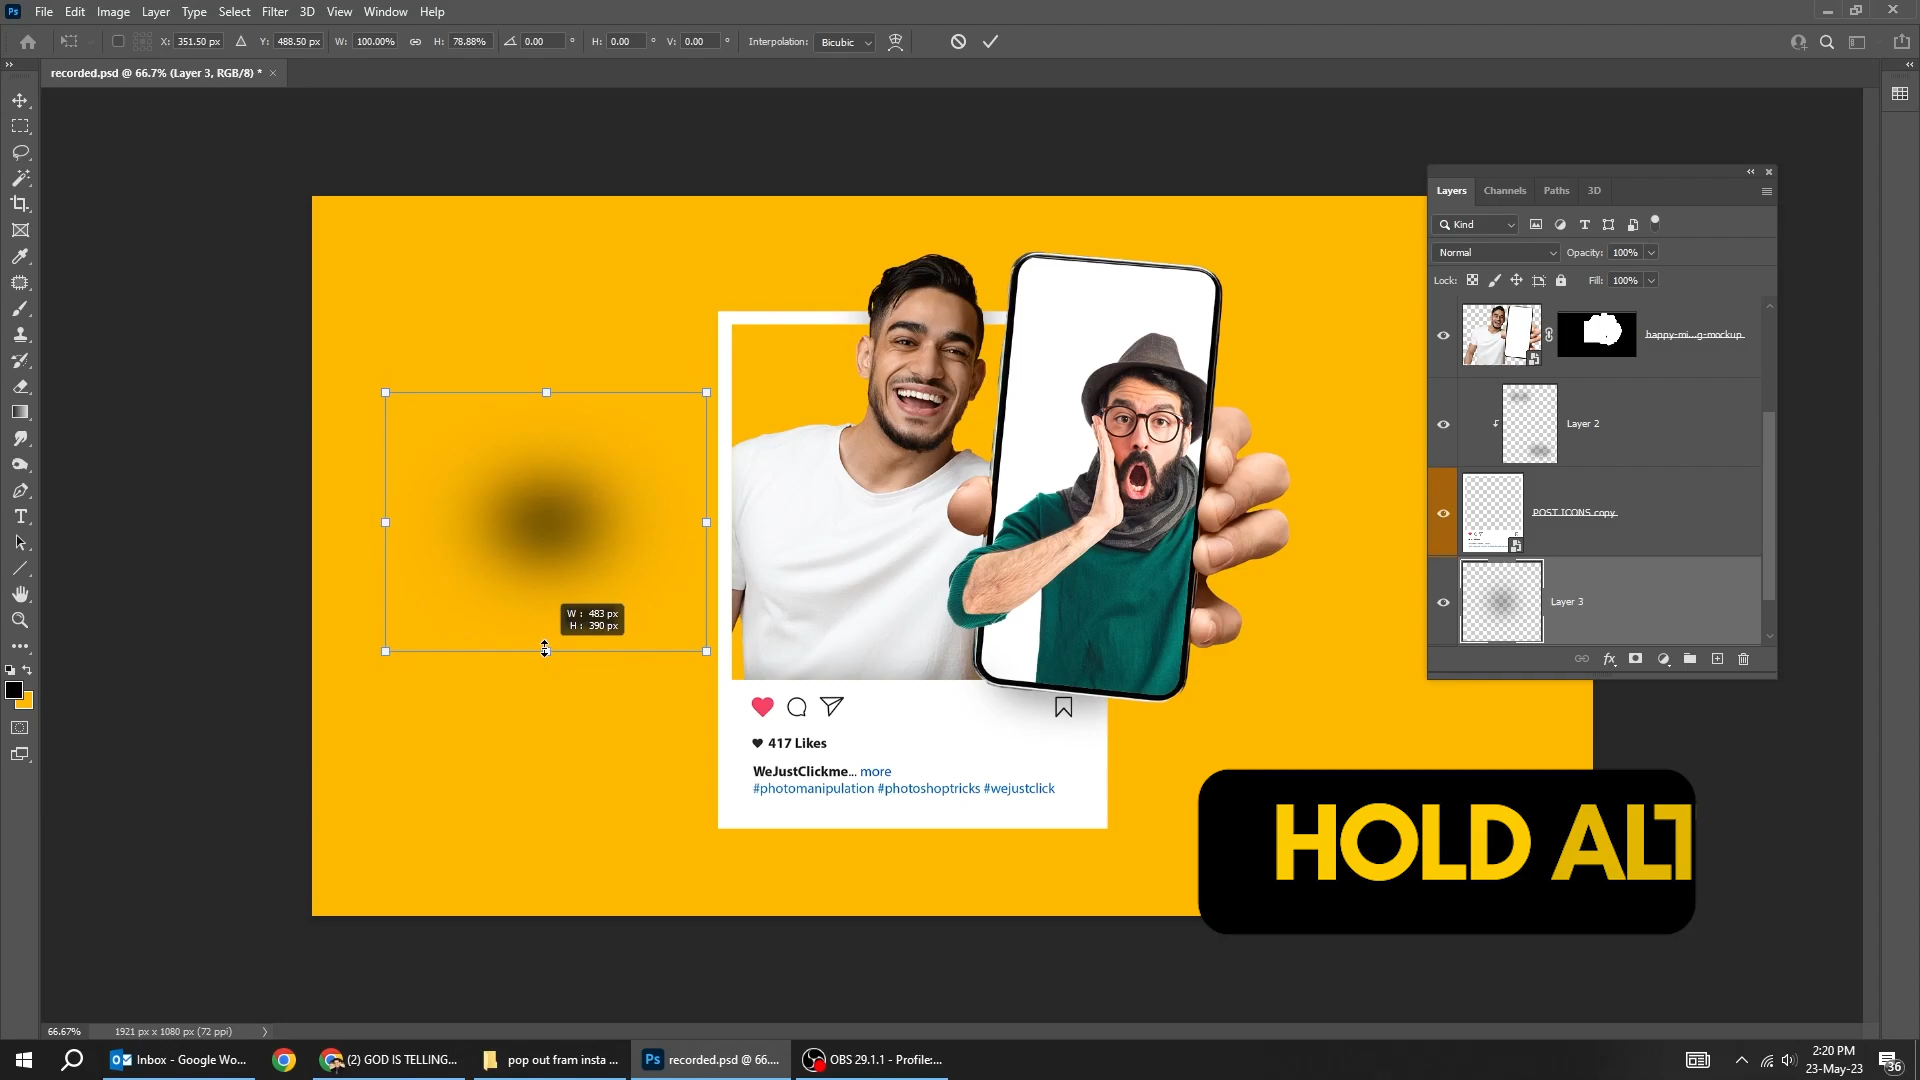 Ps File Edit Image Layer Type Select Filter 3D View Window Help
X: 351.50 px Y: 488.50 px W: 100.00% H: 78.88% 0.00 ° H: 0.00 ° V: 0.00 ° Interpolation: Bicubic
recorded.psd @ 66.7% (Layer 3, RGB/8) *
Layers Channels Paths 3D
Kind
Normal Opacity: 100%
Lock: Fill: 100%
happy-mi...g-mockup
Layer 2
POST ICONS copy
Layer 3
W : 483 px
H : 390 px
417 Likes
WeJustClickme... more
#photomanipulation #photoshoptricks #wejustclick
HOLD ALT
66.67% 1921 px x 1080 px (72 ppi)
Inbox - Google Wo...
(2) GOD IS TELLING...
pop out fram insta ...
Ps recorded.psd @ 66....
OBS 29.1.1 - Profile:...
2:20 PM
23-May-23
36